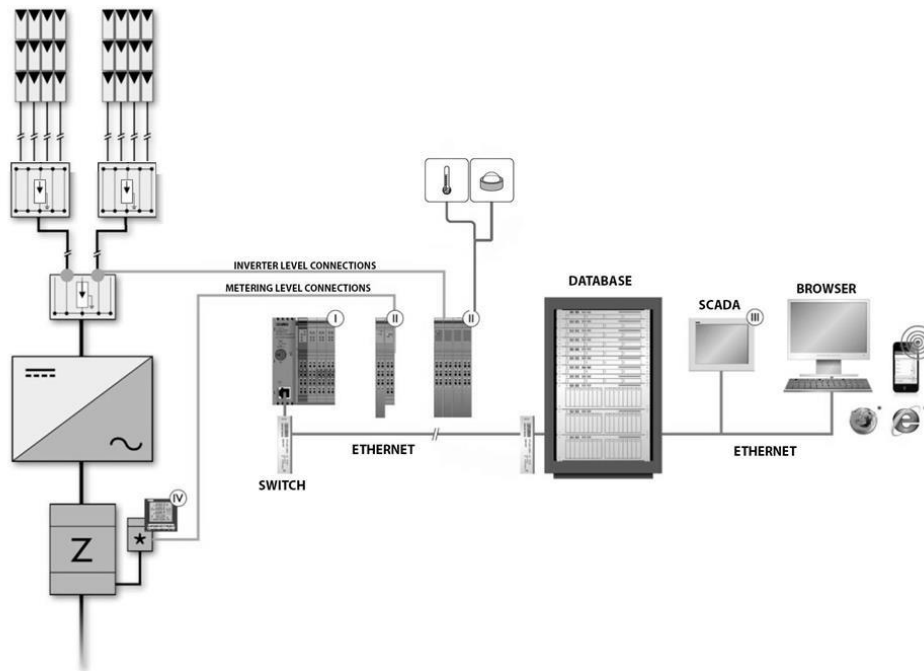 INVERTER LEVEL CONNECTIONS
METERING LEVEL CONNECTIONS
DATABASE
SCADA
BROWSER
I
II
II
III
ETHERNET
ETHERNET
SWITCH
IV
Z
*